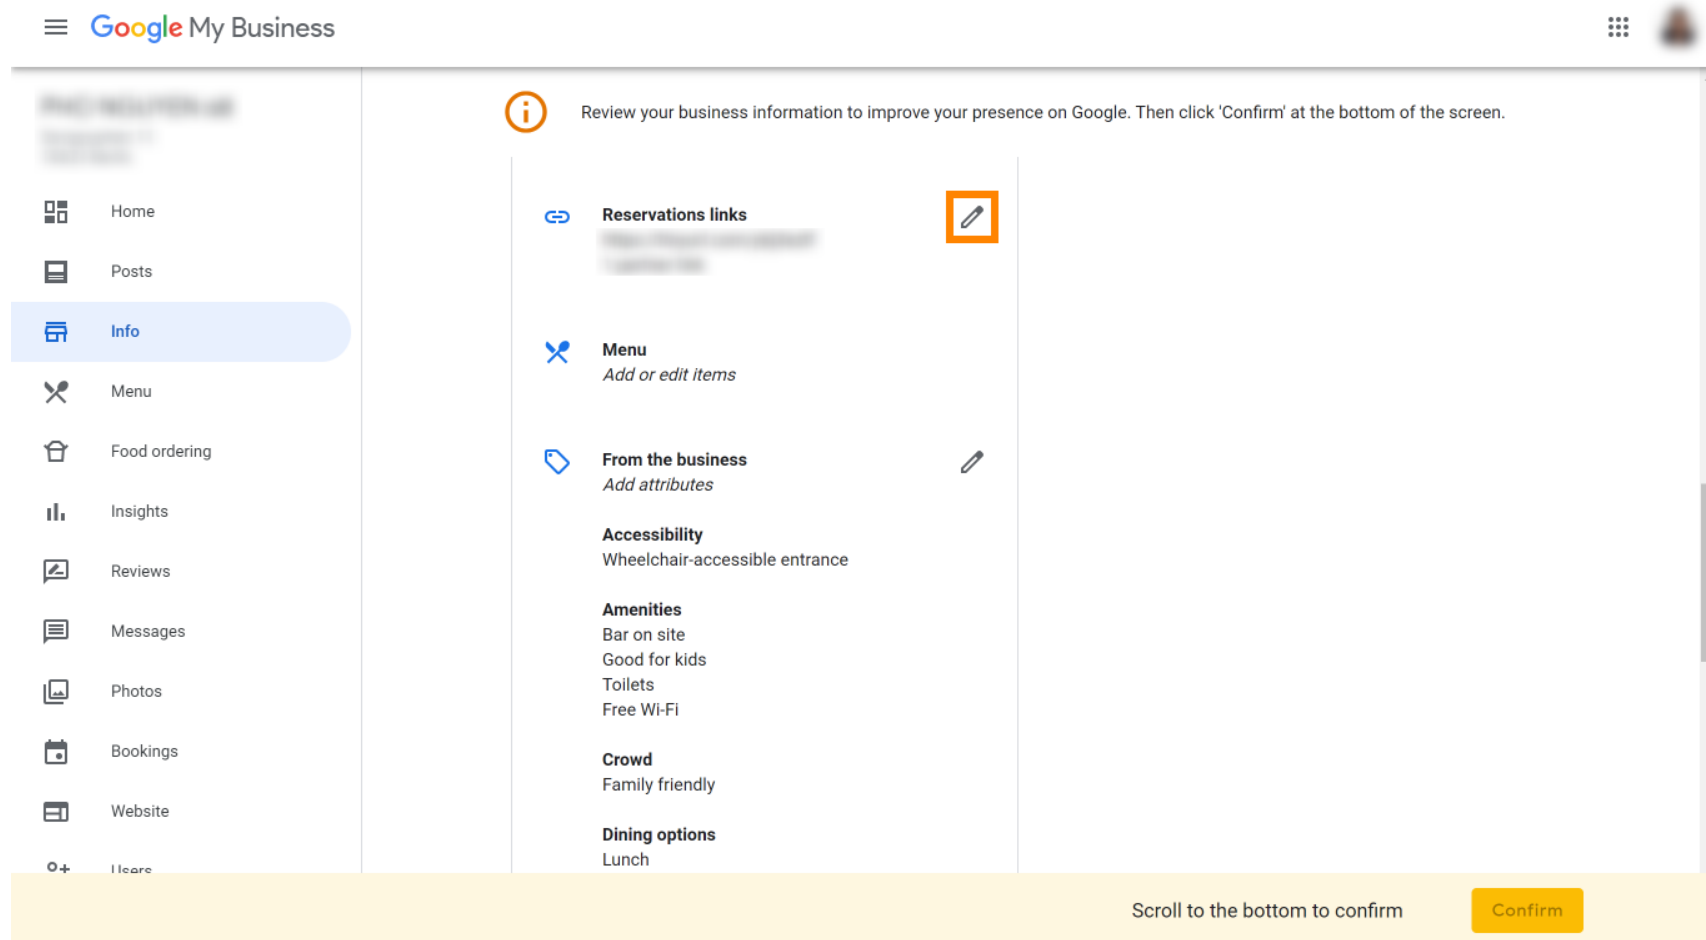 Google My Business
Home
Posts
Info
Menu
Food ordering
Insights
Reviews
Messages
Photos
Bookings
Website
Users
Review your business information to improve your presence on Google. Then click 'Confirm' at the bottom of the screen.
Reservations links
Menu
Add or edit items
From the business
Add attributes
Accessibility
Wheelchair-accessible entrance
Amenities
Bar on site
Good for kids
Toilets
Free Wi-Fi
Crowd
Family friendly
Dining options
Lunch
Scroll to the bottom to confirm
Confirm